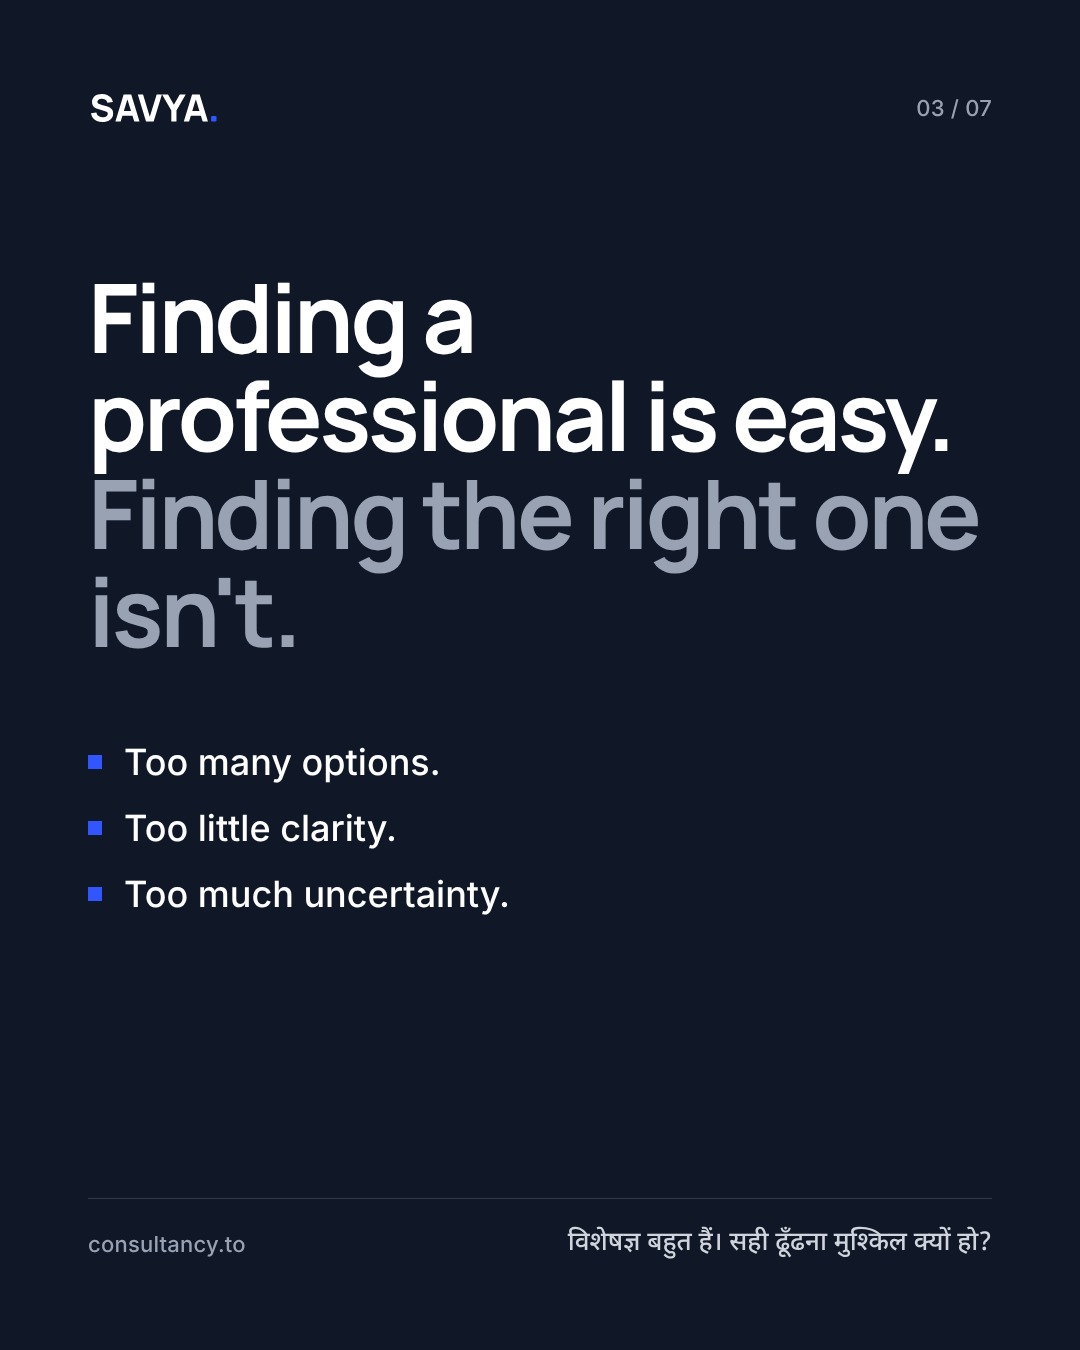 SAVYA.
03 / 07
Finding a
professional is easy.
Finding the right one
isn't.
Too many options.
Too little clarity.
Too much uncertainty.
consultancy.to
विशेषज्ञ बहुत हैं। सही ढूँढना मुश्किल क्यों हो?